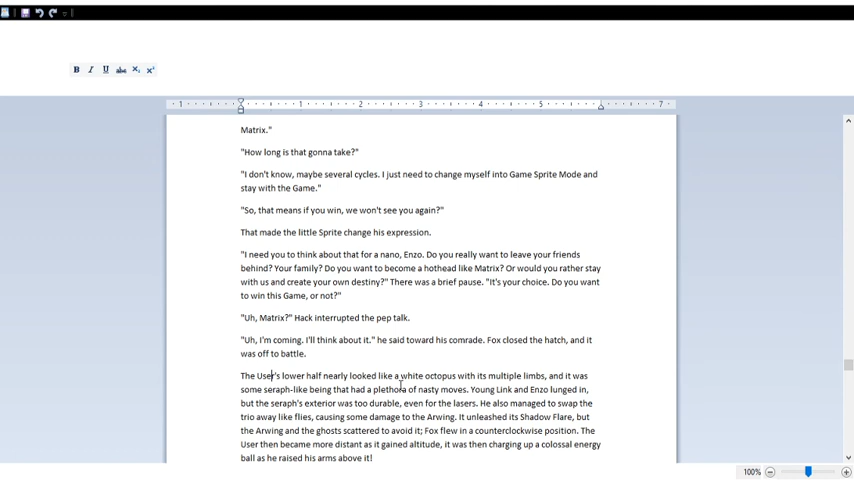 B I U abc X₂ X²
1 1 2 3 4 5 7
Matrix."
"How long is that gonna take?"
"I don't know, maybe several cycles. I just need to change myself into Game Sprite Mode and
stay with the Game."
"So, that means if you win, we won't see you again?"
That made the little Sprite change his expression.
"I need you to think about that for a nano, Enzo. Do you really want to leave your friends
behind? Your family? Do you want to become a hothead like Matrix? Or would you rather stay
with us and create your own destiny?" There was a brief pause. "It's your choice. Do you want
to win this Game, or not?"
"Uh, Matrix?" Hack interrupted the pep talk.
"Uh, I'm coming. I'll think about it." he said toward his comrade. Fox closed the hatch, and it
was off to battle.
The User's lower half nearly looked like a white octopus with its multiple limbs, and it was
some seraph-like being that had a plethora of nasty moves. Young Link and Enzo lunged in,
but the seraph's exterior was too durable, even for the lasers. He also managed to swap the
trio away like flies, causing some damage to the Arwing. It unleashed its Shadow Flare, but
the Arwing and the ghosts scattered to avoid it; Fox flew in a counterclockwise position. The
User then became more distant as it gained altitude, it was then charging up a colossal energy
ball as he raised his arms above it!
100%